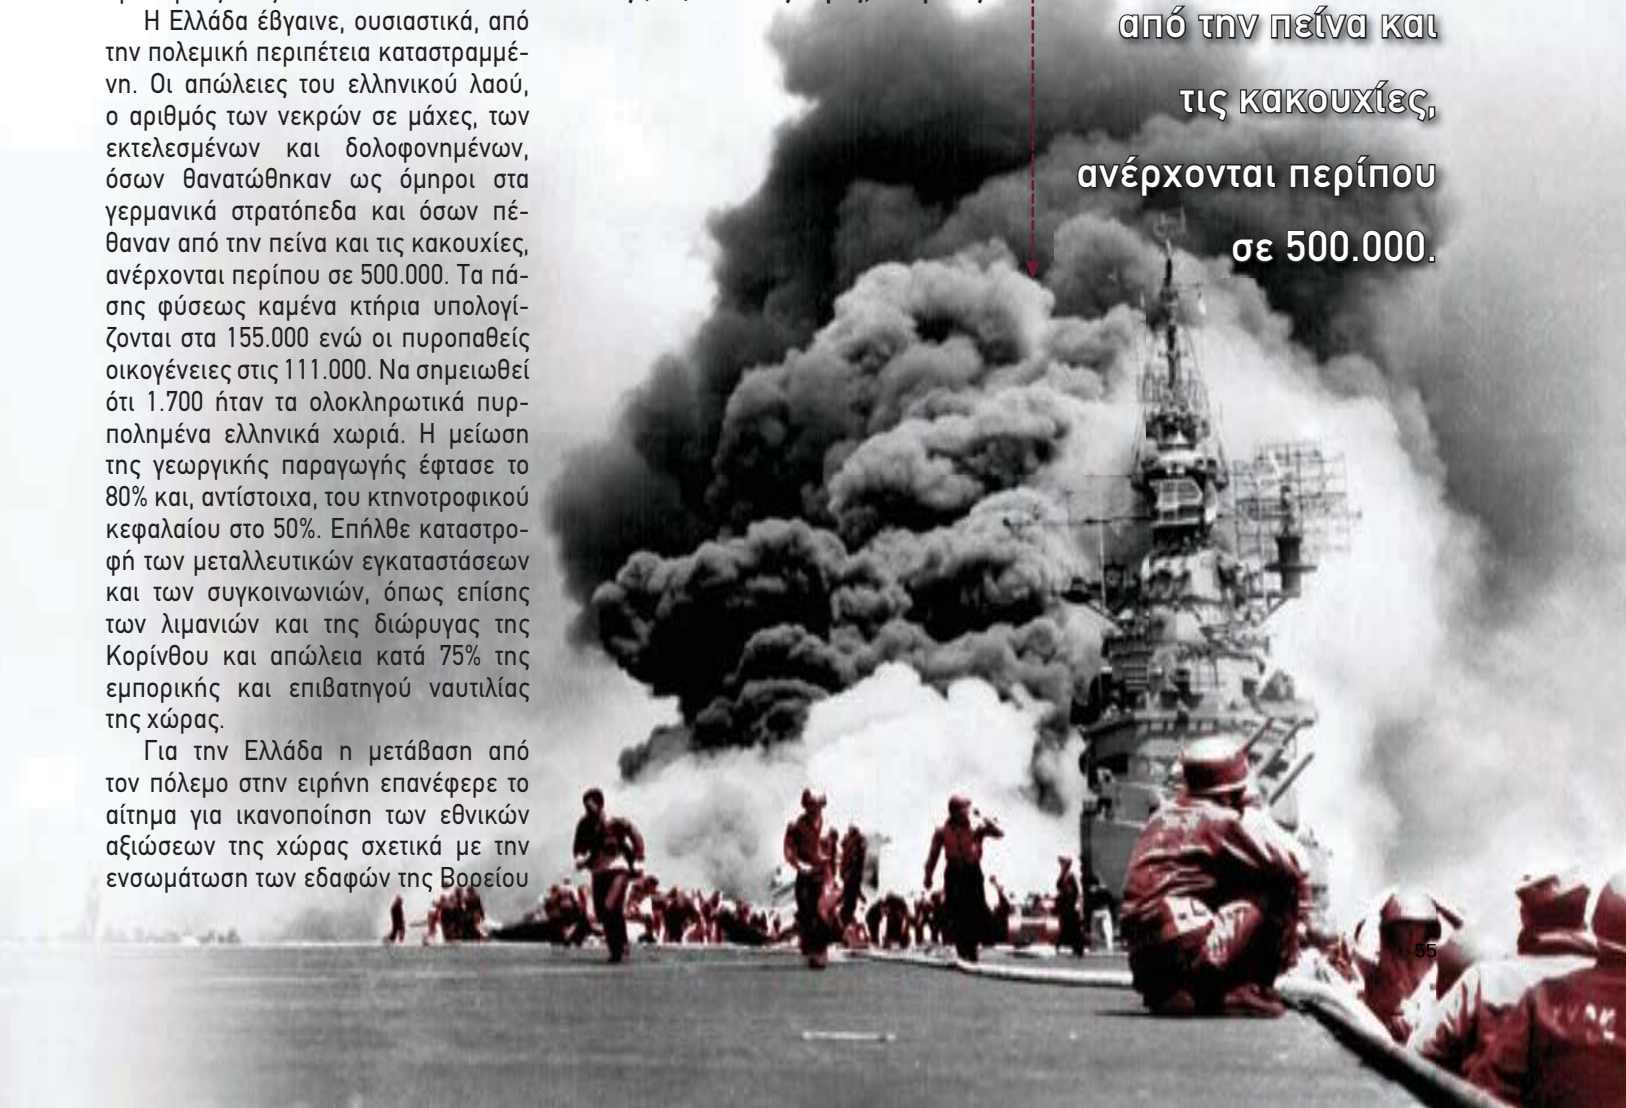 Η Ελλάδα έβγαινε, ουσιαστικά, από
την πολεμική περιπέτεια καταστραμμέ-
νη. Οι απώλειες του ελληνικού λαού,
ο αριθμός των νεκρών σε μάχες, των
εκτελεσμένων και δολοφονημένων,
όσων θανατώθηκαν ως όμηροι στα
γερμανικά στρατόπεδα και όσων πέ-
θαναν από την πείνα και τις κακουχίες,
ανέρχονται περίπου σε 500.000. Τα πά-
σης φύσεως καμένα κτήρια υπολογί-
ζονται στα 155.000 ενώ οι πυροπαθείς
οικογένειες στις 111.000. Να σημειωθεί
ότι 1.700 ήταν τα ολοκληρωτικά πυρ-
πολημένα ελληνικά χωριά. Η μείωση
της γεωργικής παραγωγής έφτασε το
80% και, αντίστοιχα, του κτηνοτροφικού
κεφαλαίου στο 50%. Επήλθε καταστρο-
φή των μεταλλευτικών εγκαταστάσεων
και των συγκοινωνιών, όπως επίσης
των λιμανιών και της διώρυγας της
Κορίνθου και απώλεια κατά 75% της
εμπορικής και επιβατηγού ναυτιλίας
της χώρας.
Για την Ελλάδα η μετάβαση από
τον πόλεμο στην ειρήνη επανέφερε το
αίτημα για ικανοποίηση των εθνικών
αξιώσεων της χώρας σχετικά με την
ενσωμάτωση των εδαφών της Βορείου
από την πείνα και
τις κακουχίες,
ανέρχονται περίπου
σε 500.000.
55